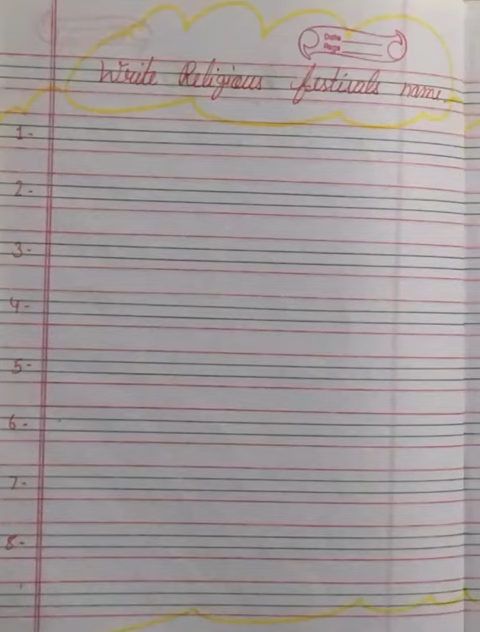 Date
Page
Write Religious festivals name.
1-
2-
3-
4-
5-
6-
7-
8-